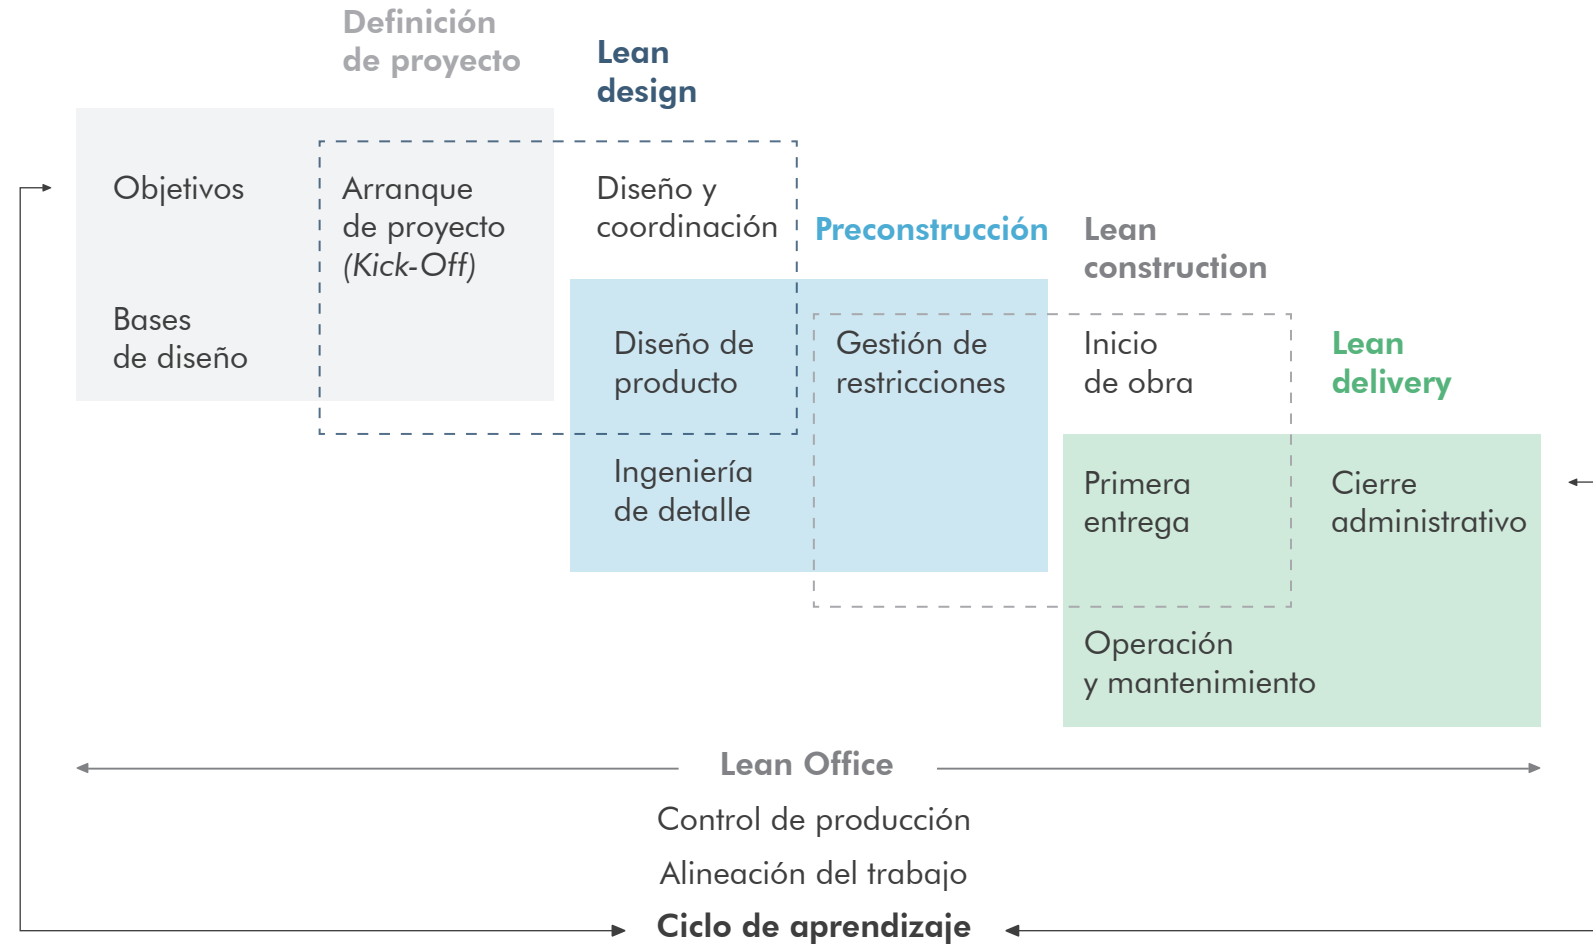 Definición
de proyecto
Objetivos
Bases
de diseño
Arranque
de proyecto
(Kick-Off)
Lean
design
Diseño y
coordinación
Preconstrucción
Diseño de
producto
Ingeniería
de detalle
Gestión de
restricciones
Lean
construction
Inicio
de obra
Lean
delivery
Primera
entrega
Cierre
administrativo
Operación
y mantenimiento
Lean Office
Control de producción
Alineación del trabajo
Ciclo de aprendizaje